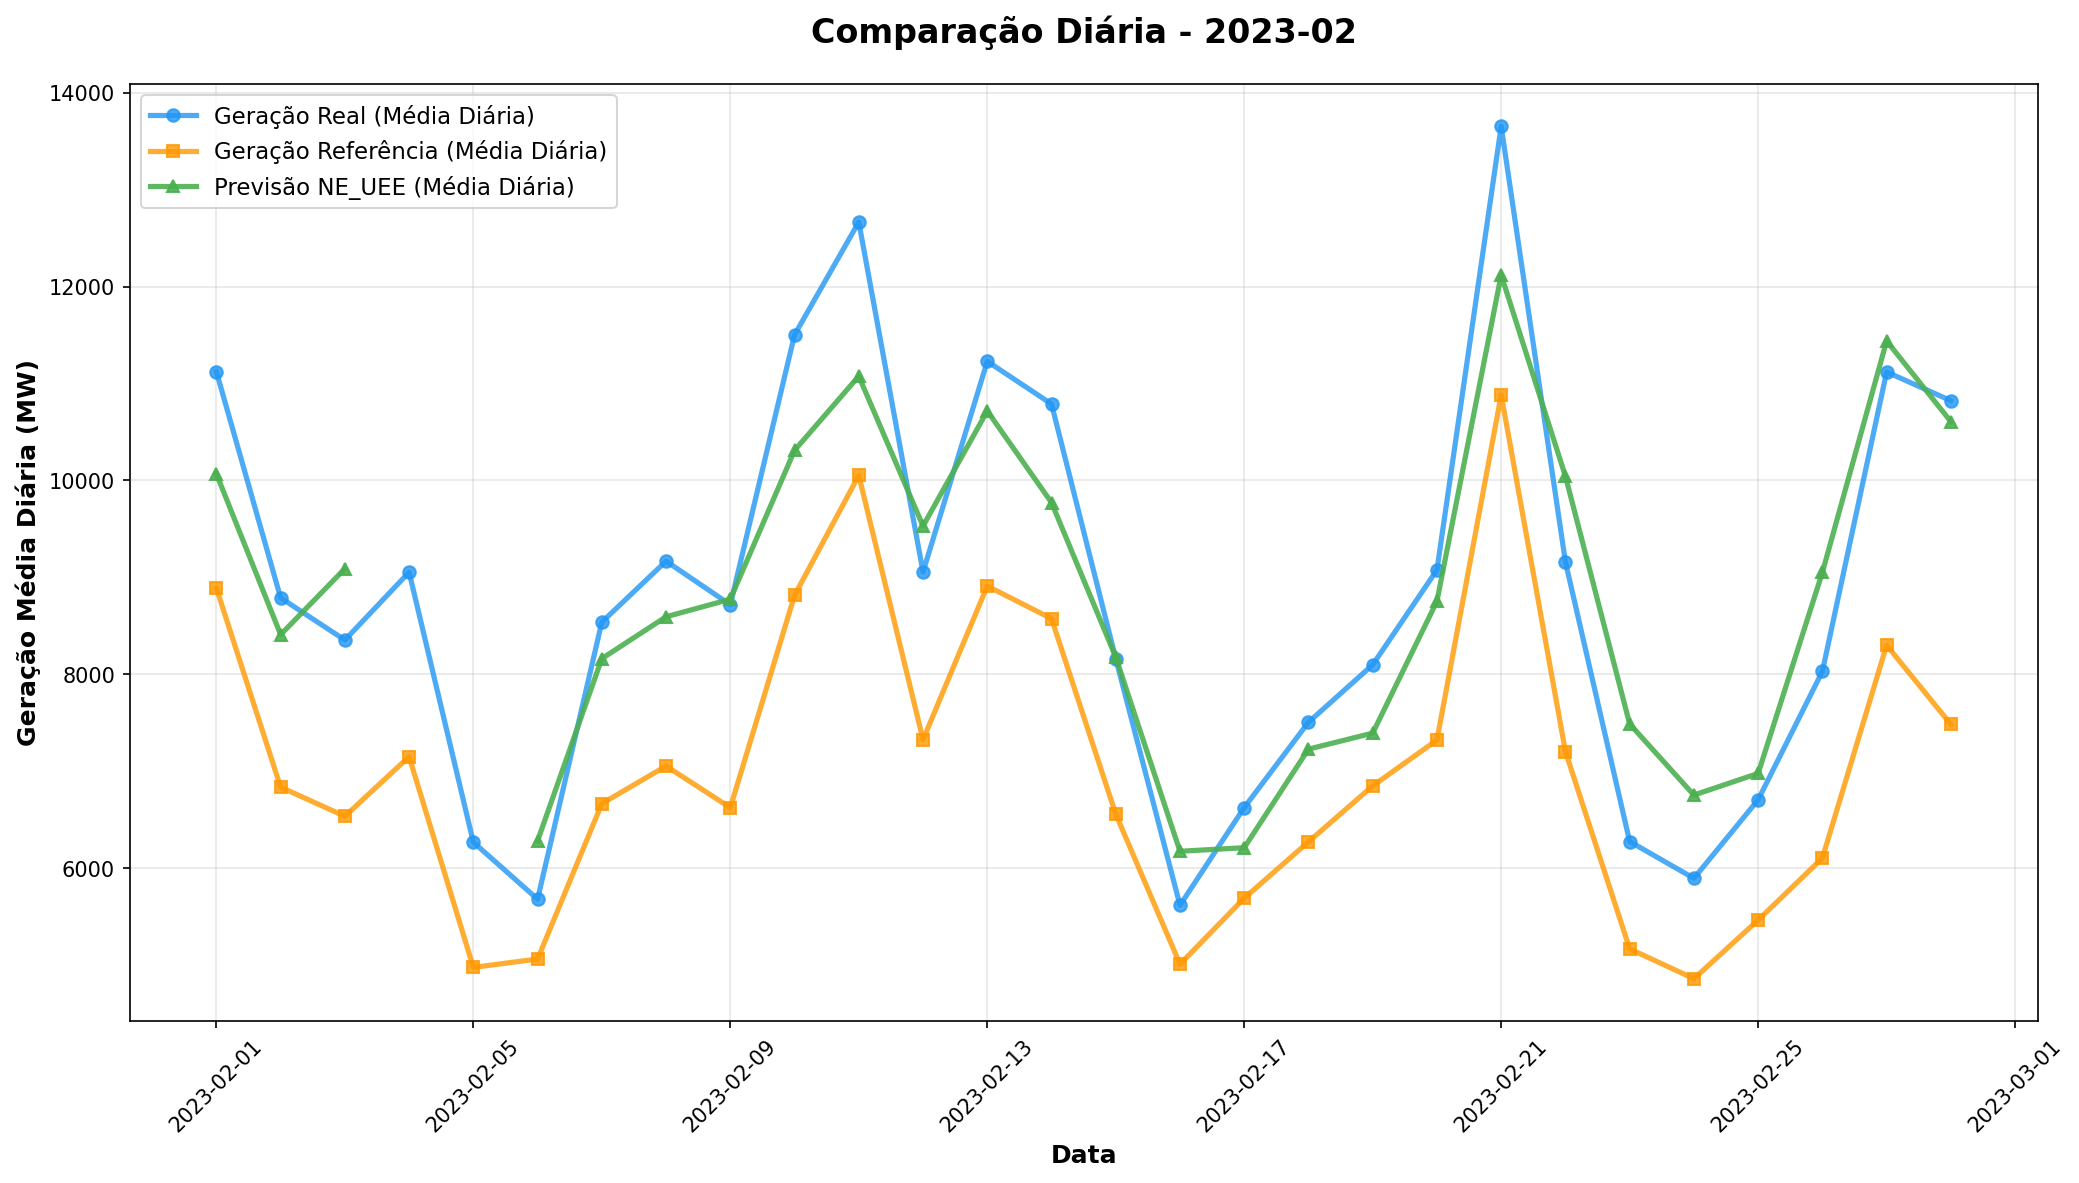 Comparação Diária - 2023-02
Geração Média Diária (MW)
14000
12000
10000
8000
6000
Geração Real (Média Diária)
Geração Referência (Média Diária)
Previsão NE_UEE (Média Diária)
2023-02-01
2023-02-05
2023-02-09
2023-02-13
2023-02-17
2023-02-21
2023-02-25
2023-03-01
Data